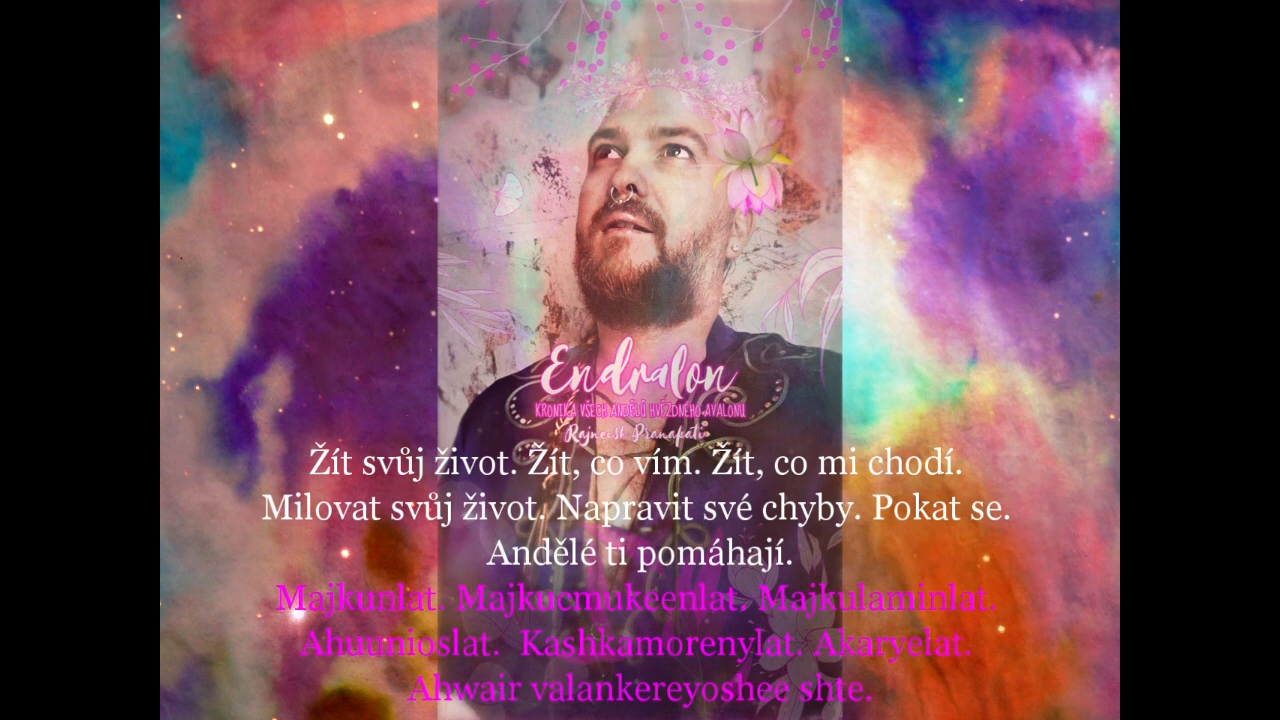 Endralon
KRONIKA VŠECH ANDĚLŮ HVĚZDNÉHO AVALONU
Rajneesh Pranapati
Žít svůj život. Žít, co vím. Žít, co mi chodí.
Milovat svůj život. Napravit své chyby. Pokat se.
Andělé ti pomáhají.
Majkunlat. Majkucmukeenlat. Majkulaminlat.
Ahuunioslat. Kashkamorenylat. Akaryelat.
Ahwair valankereyoshee shte.